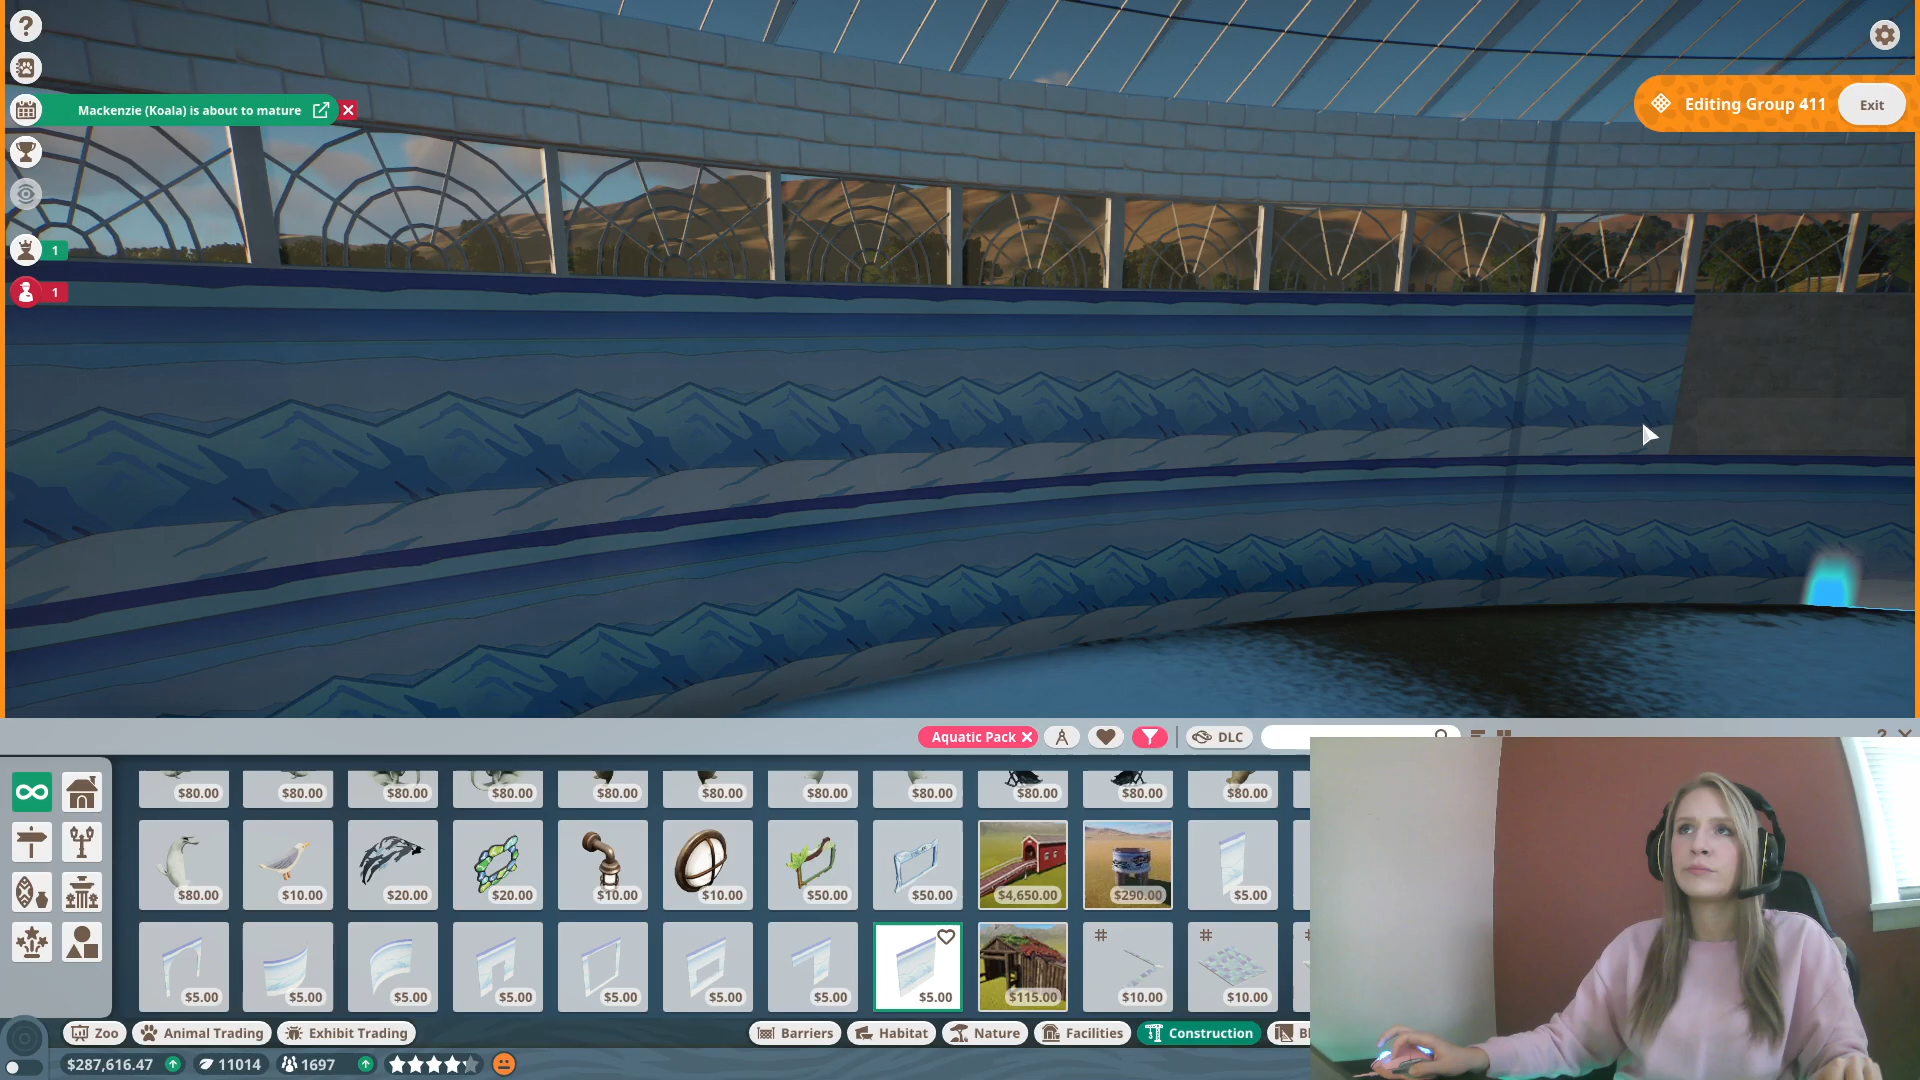 ?
Mackenzie (Koala) is about to mature
Editing Group 411
Exit
1
1
Aquatic Pack
DLC
?
$80.00 $80.00 $80.00 $80.00 $80.00 $80.00 $80.00 $80.00 $80.00 $80.00 $80.00
$80.00 $10.00 $20.00 $20.00 $10.00 $10.00 $50.00 $50.00 $4,650.00 $290.00 $5.00
$5.00 $5.00 $5.00 $5.00 $5.00 $5.00 $5.00 $5.00 $115.00 # $10.00 # $10.00
Zoo Animal Trading Exhibit Trading Barriers Habitat Nature Facilities Construction
$287,616.47 11014 1697